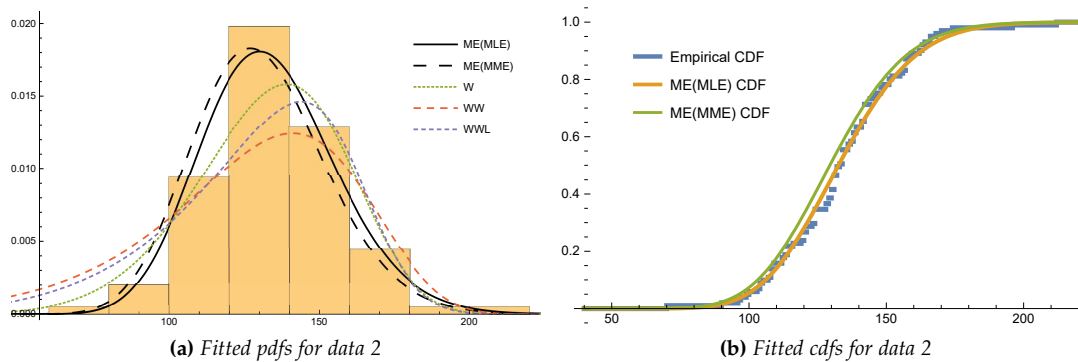 0.020
0.015
0.010
0.005
0.000
100
150
200
ME(MLE)
ME(MME)
W
WW
WWL
(a) Fitted pdfs for data 2
1.0
0.8
0.6
0.4
0.2
50
100
150
200
Empirical CDF
ME(MLE) CDF
ME(MME) CDF
(b) Fitted cdfs for data 2